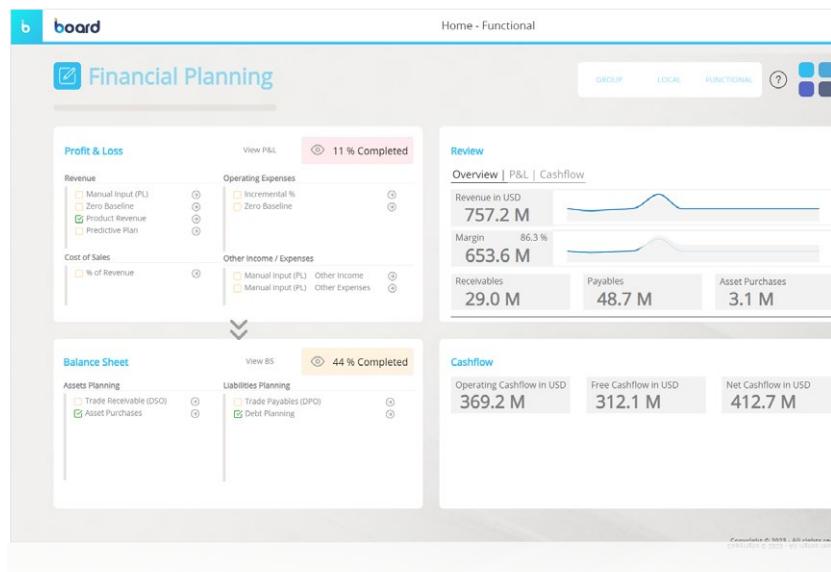 b board Home - Functional
Financial Planning
GROUP LOCAL FUNCTIONAL ?
Profit & Loss View P&L 11 % Completed
Revenue
Manual Input (PL)
Zero Baseline
Product Revenue
Predictive Plan
Operating Expenses
Incremental %
Zero Baseline
Cost of Sales
% of Revenue
Other Income / Expenses
Manual Input (PL) Other Income
Manual Input (PL) Other Expenses
Review
Overview | P&L | Cashflow
Revenue in USD
757.2 M
Margin 86.3 %
653.6 M
Receivables
29.0 M
Payables
48.7 M
Asset Purchases
3.1 M
Balance Sheet View BS 44 % Completed
Assets Planning
Trade Receivable (DSO)
Asset Purchases
Liabilities Planning
Trade Payables (DPO)
Debt Planning
Cashflow
Operating Cashflow in USD
369.2 M
Free Cashflow in USD
312.1 M
Net Cashflow in USD
412.7 M
Copyright © 2023 - All rights